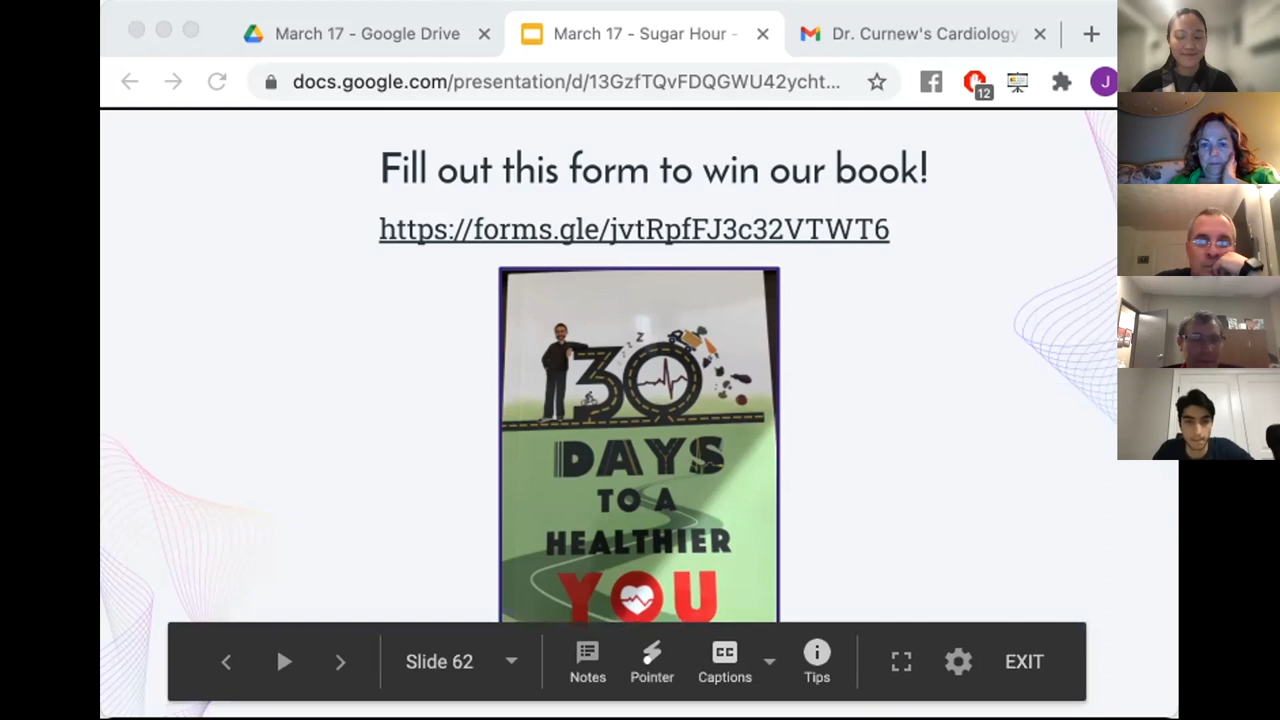 March 17 - Google Drive
March 17 - Sugar Hour -
Dr. Curnew's Cardiology
docs.google.com/presentation/d/13GzfTQvFDQGWU42ycht...
12
J
Fill out this form to win our book!
https://forms.gle/jvtRpfFJ3c32VTWT6
z z Z
30
DAYS
TO A
HEALTHIER
YOU
Slide 62
Notes
Pointer
CC
Captions
Tips
EXIT